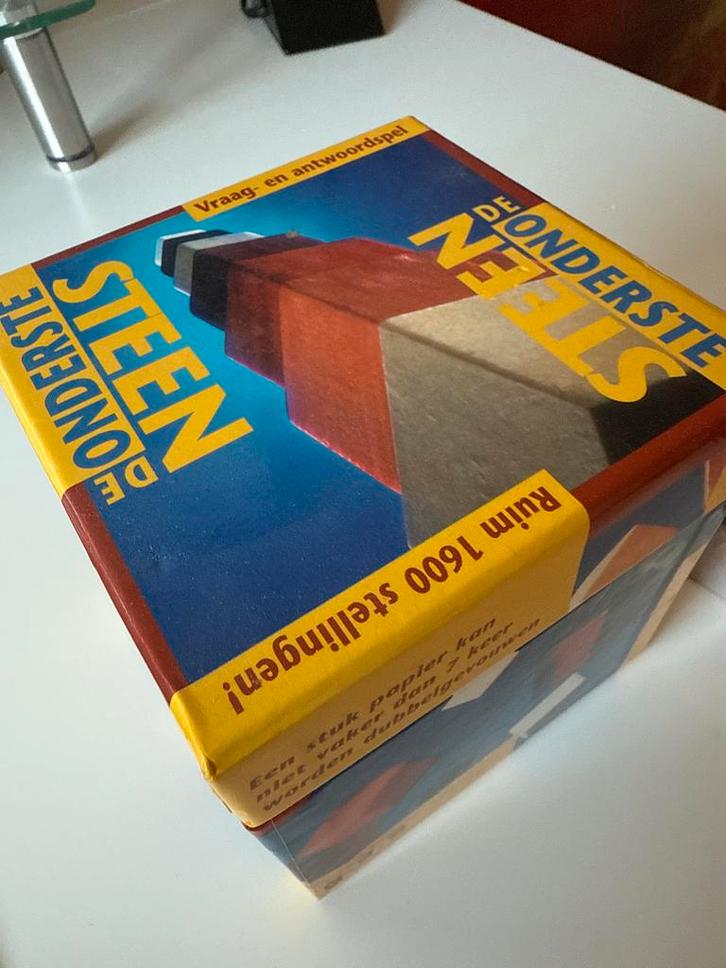 Vraag- en antwoordspel
DE ONDERSTE
STEEN
DE ONDERSTE
STEEN
Ruim 1600 stellingen!
Een stuk papier kan
niet vaker dan 7 keer
worden dubbelgevouwen